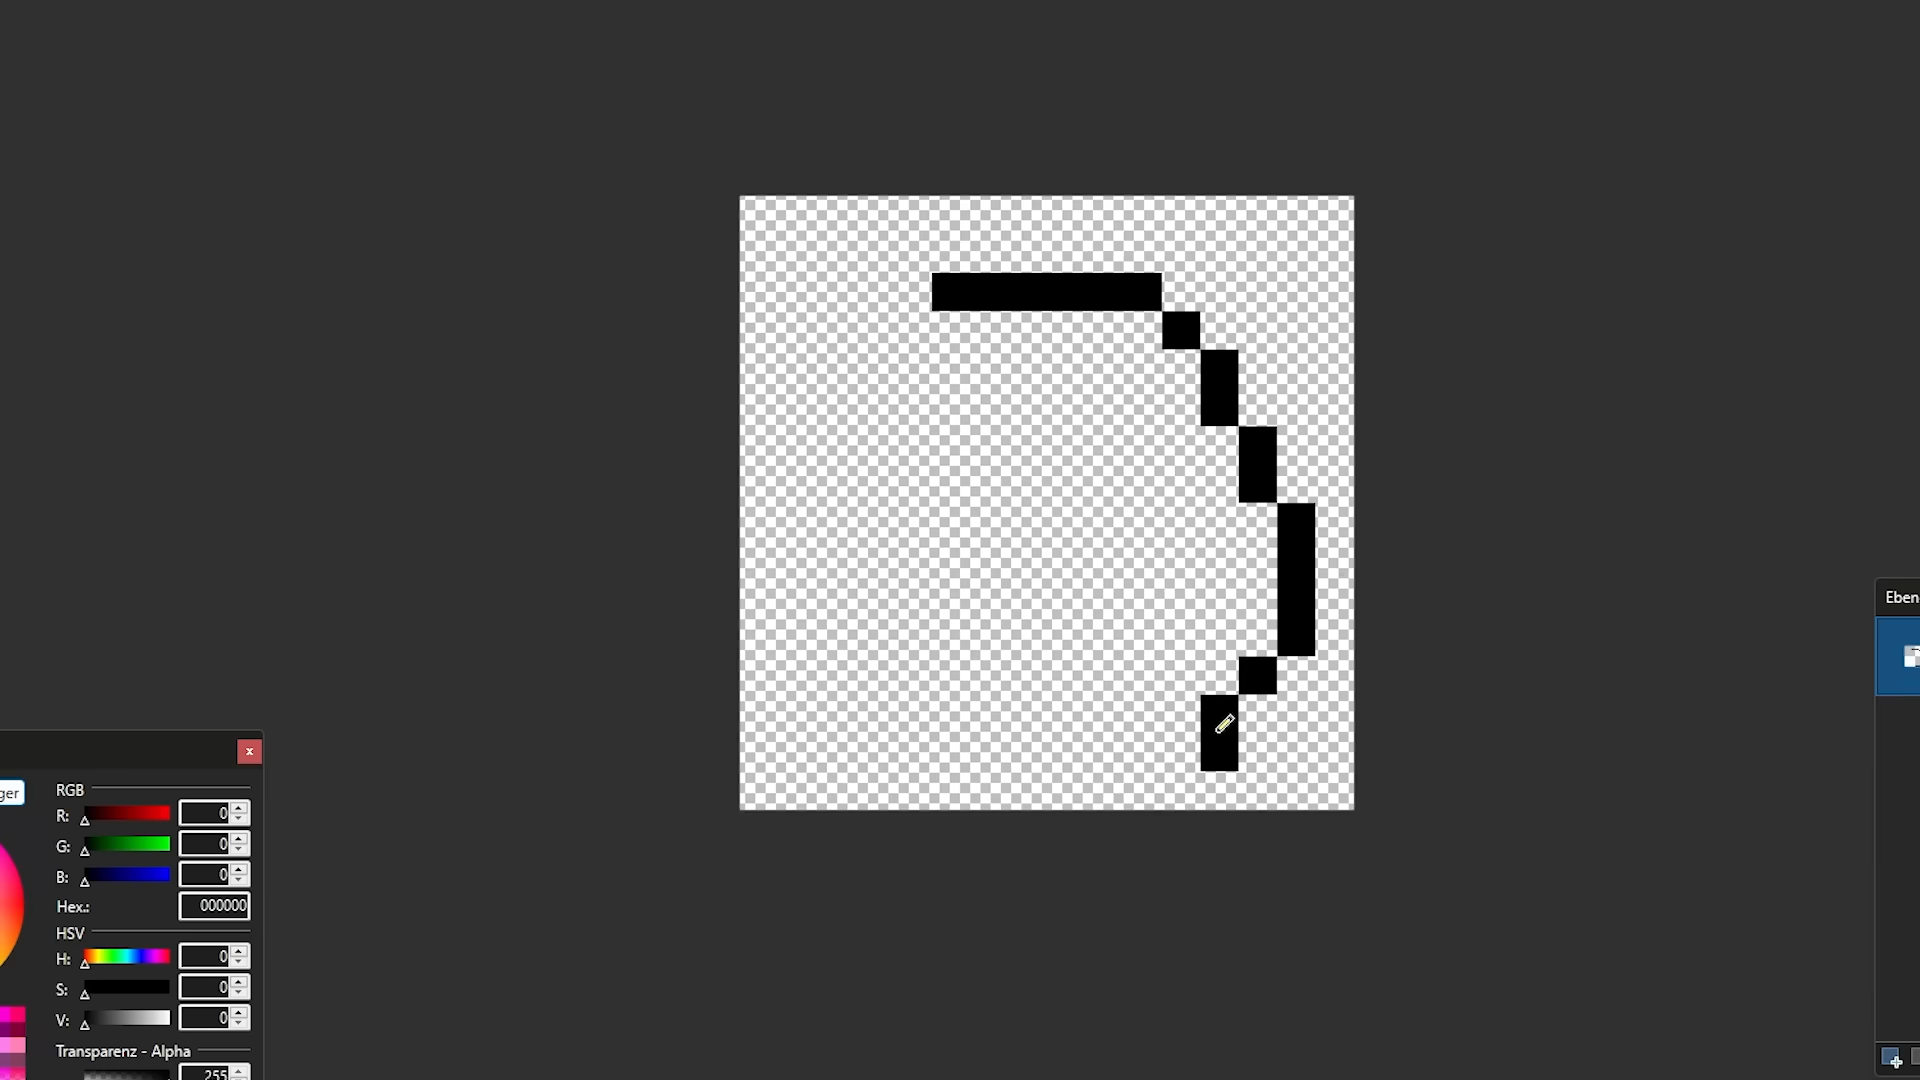 Eben
x
ger
RGB
R: 0
G: 0
B: 0
Hex.: 000000
HSV
H: 0
S: 0
V: 0
Transparenz - Alpha
255